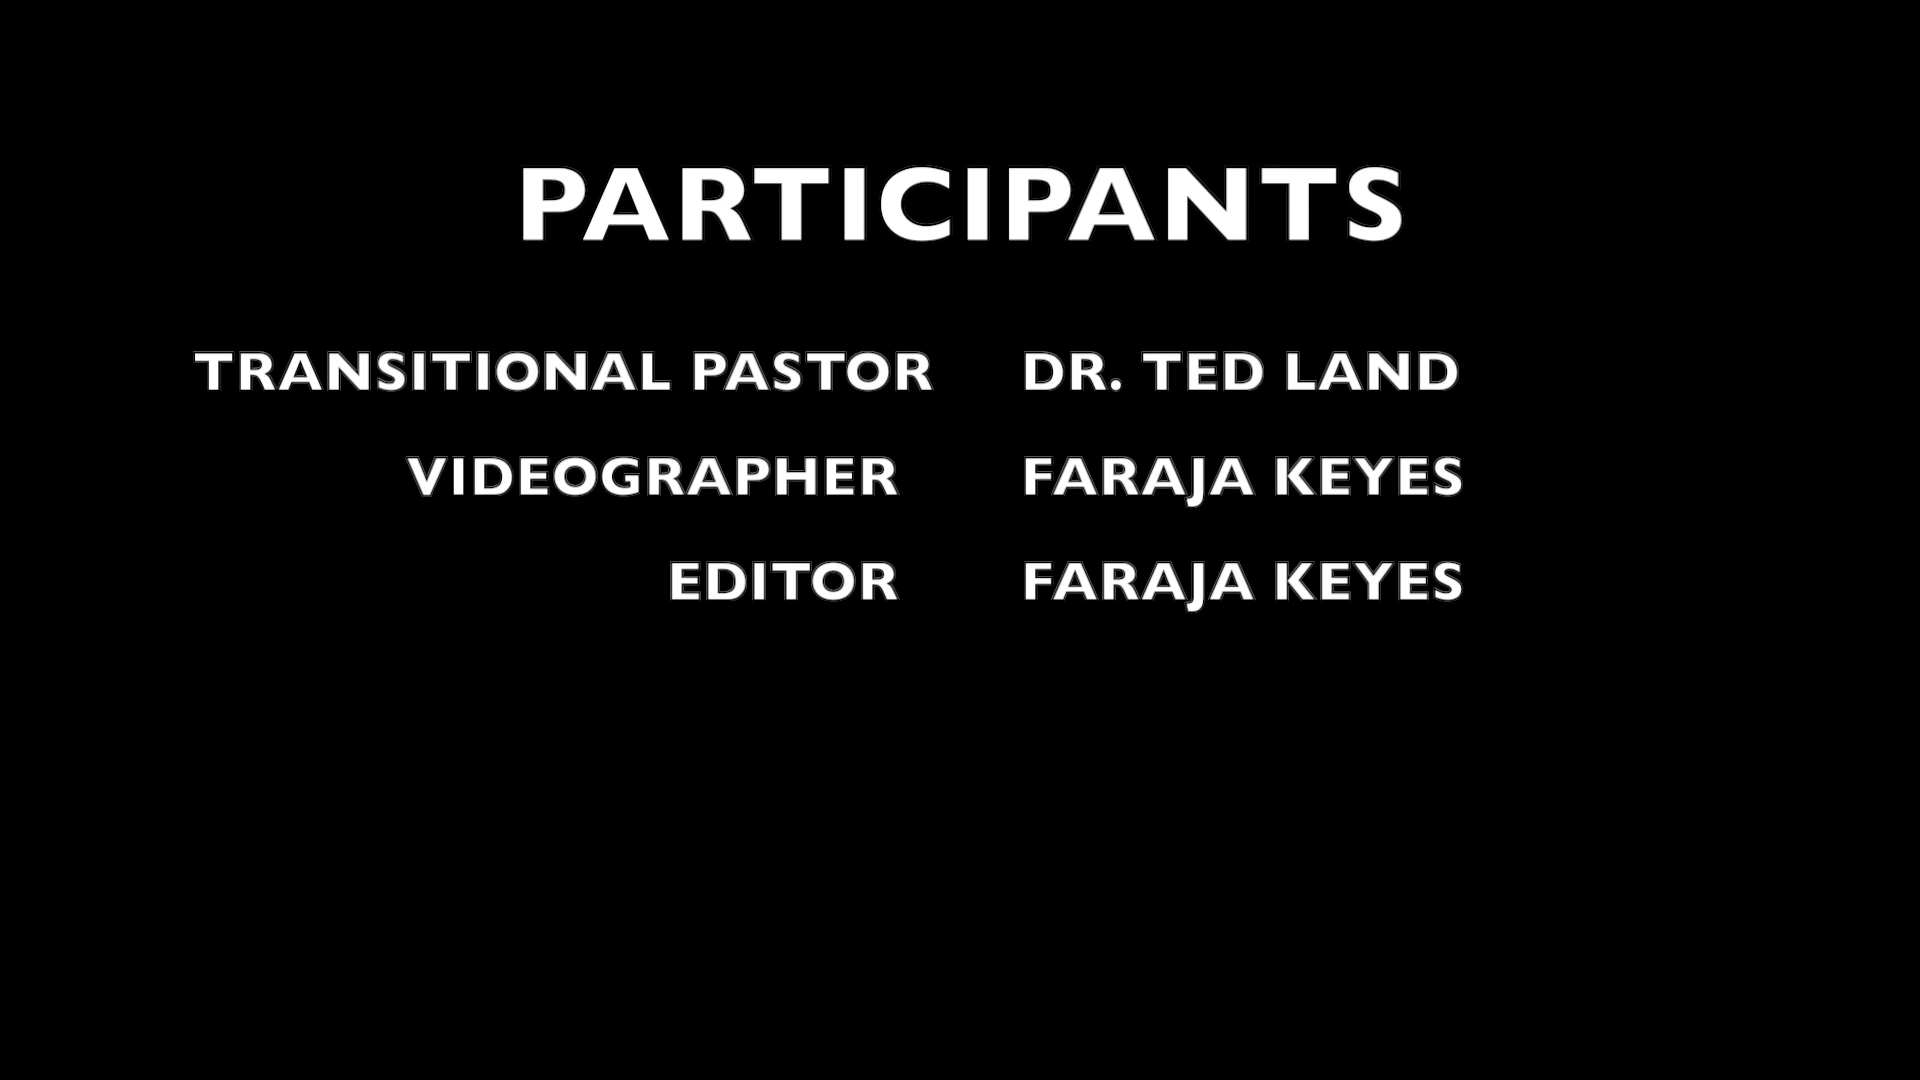 PARTICIPANTS
TRANSITIONAL PASTOR DR. TED LAND
VIDEOGRAPHER FARAJA KEYES
EDITOR FARAJA KEYES